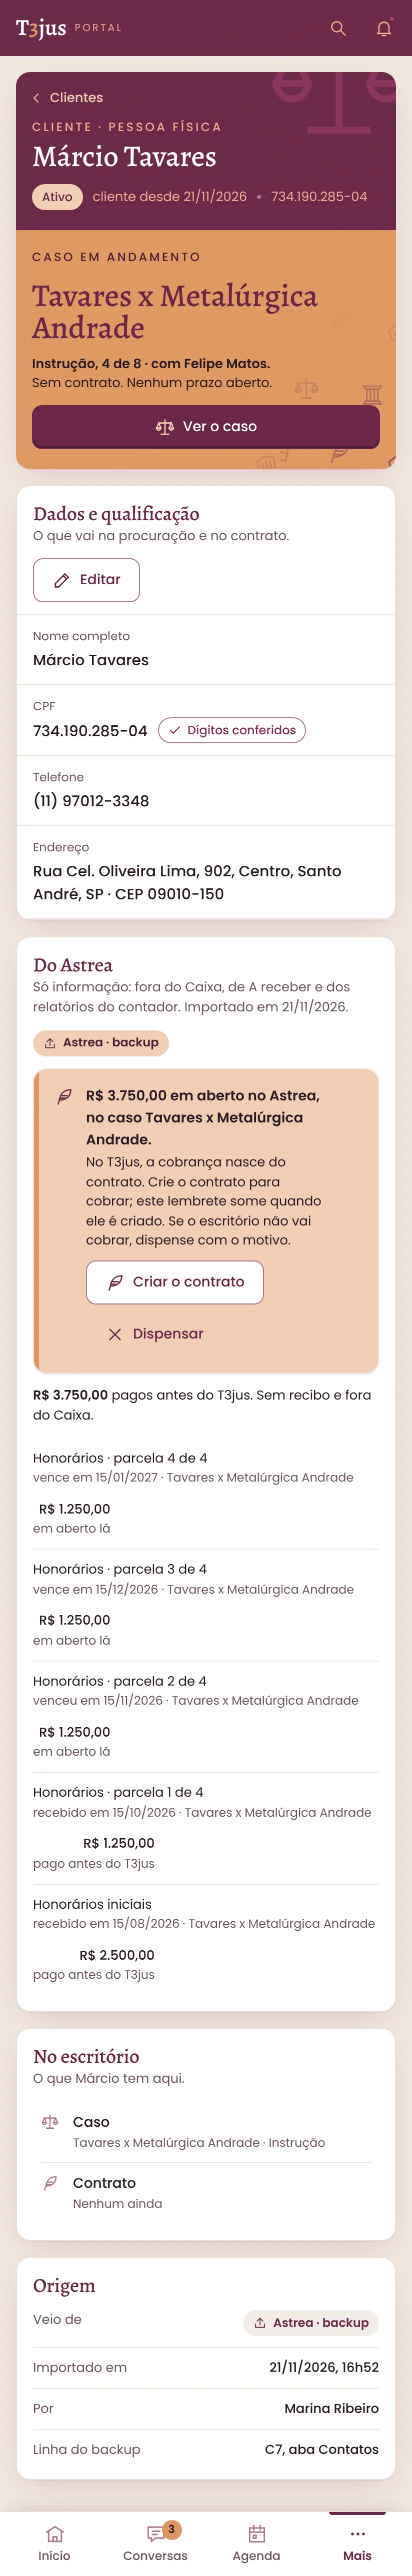 T3jus PORTAL
Clientes
CLIENTE · PESSOA FÍSICA
Márcio Tavares
Ativo cliente desde 21/11/2026 • 734.190.285-04
CASO EM ANDAMENTO
Tavares x Metalúrgica
Andrade
Instrução, 4 de 8 · com Felipe Matos.
Sem contrato. Nenhum prazo aberto.
Ver o caso
Dados e qualificação
O que vai na procuração e no contrato.
Editar
Nome completo
Márcio Tavares
CPF
734.190.285-04 Dígitos conferidos
Telefone
(11) 97012-3348
Endereço
Rua Cel. Oliveira Lima, 902, Centro, Santo
André, SP · CEP 09010-150
Do Astrea
Só informação: fora do Caixa, de A receber e dos
relatórios do contador. Importado em 21/11/2026.
Astrea · backup
R$ 3.750,00 em aberto no Astrea,
no caso Tavares x Metalúrgica
Andrade.
No T3jus, a cobrança nasce do
contrato. Crie o contrato para
cobrar; este lembrete some quando
ele é criado. Se o escritório não vai
cobrar, dispense com o motivo.
Criar o contrato
Dispensar
R$ 3.750,00 pagos antes do T3jus. Sem recibo e fora
do Caixa.
Honorários · parcela 4 de 4
vence em 15/01/2027 · Tavares x Metalúrgica Andrade
R$ 1.250,00
em aberto lá
Honorários · parcela 3 de 4
vence em 15/12/2026 · Tavares x Metalúrgica Andrade
R$ 1.250,00
em aberto lá
Honorários · parcela 2 de 4
venceu em 15/11/2026 · Tavares x Metalúrgica Andrade
R$ 1.250,00
em aberto lá
Honorários · parcela 1 de 4
recebido em 15/10/2026 · Tavares x Metalúrgica Andrade
R$ 1.250,00
pago antes do T3jus
Honorários iniciais
recebido em 15/08/2026 · Tavares x Metalúrgica Andrade
R$ 2.500,00
pago antes do T3jus
No escritório
O que Márcio tem aqui.
Caso
Tavares x Metalúrgica Andrade · Instrução
Contrato
Nenhum ainda
Origem
Veio de Astrea · backup
Importado em 21/11/2026, 16h52
Por Marina Ribeiro
Linha do backup C7, aba Contatos
3
Início Conversas Agenda Mais